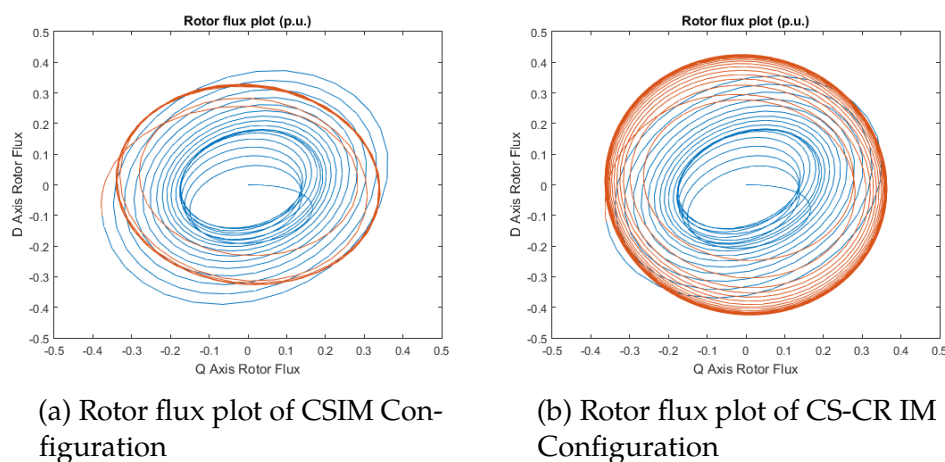 Rotor flux plot (p.u.)
0.5
0.4
0.3
0.2
0.1
0
-0.1
-0.2
-0.3
-0.4
-0.5
D Axis Rotor Flux
-0.5 -0.4 -0.3 -0.2 -0.1 0 0.1 0.2 0.3 0.4 0.5
Q Axis Rotor Flux
(a) Rotor flux plot of CSIM Con-
figuration
Rotor flux plot (p.u.)
0.5
0.4
0.3
0.2
0.1
0
-0.1
-0.2
-0.3
-0.4
-0.5
D Axis Rotor Flux
-0.5 -0.4 -0.3 -0.2 -0.1 0 0.1 0.2 0.3 0.4 0.5
Q Axis Rotor Flux
(b) Rotor flux plot of CS-CR IM
Configuration